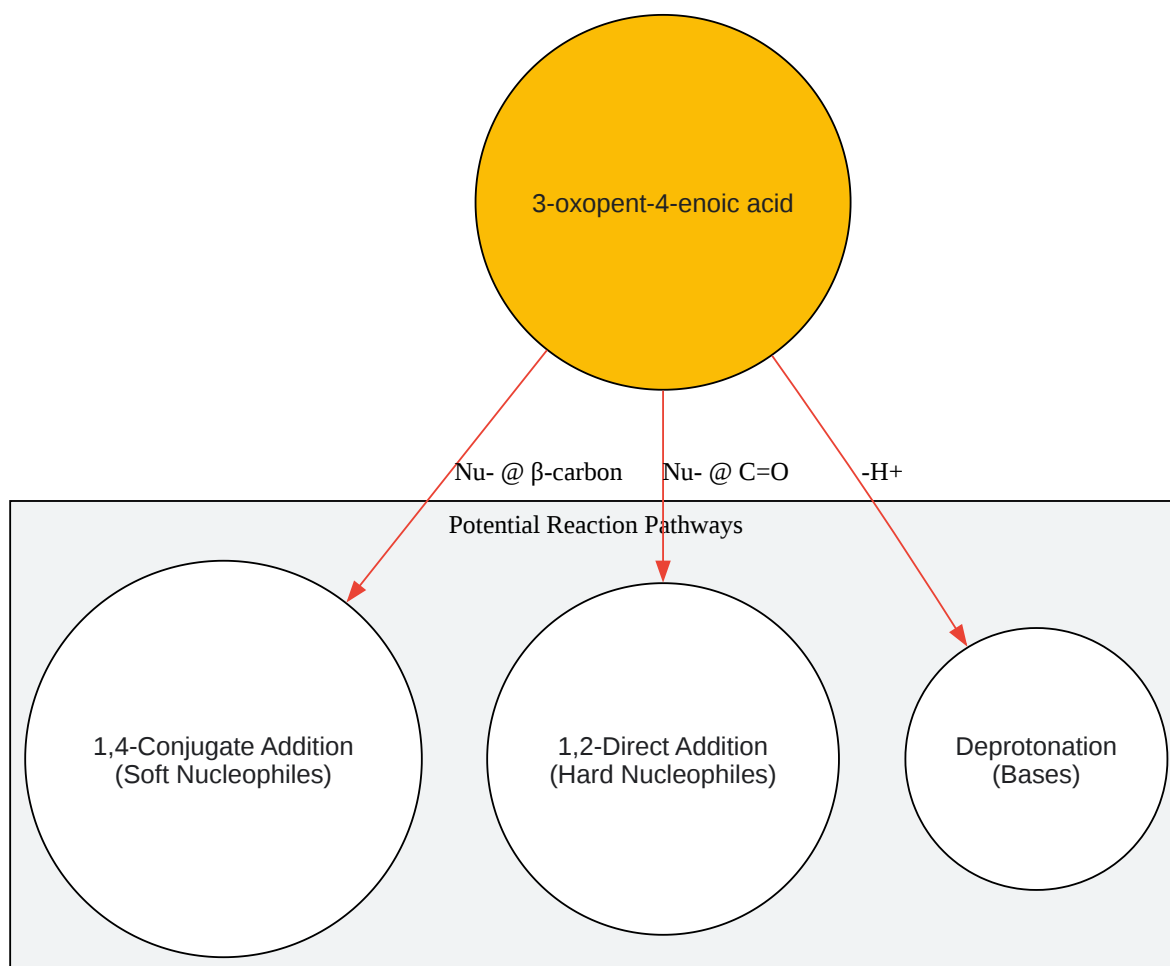 3-oxopent-4-enoic acid
Nu- @ β-carbon
Nu- @ C=O
-H+
Potential Reaction Pathways
1,4-Conjugate Addition
(Soft Nucleophiles)
1,2-Direct Addition
(Hard Nucleophiles)
Deprotonation
(Bases)